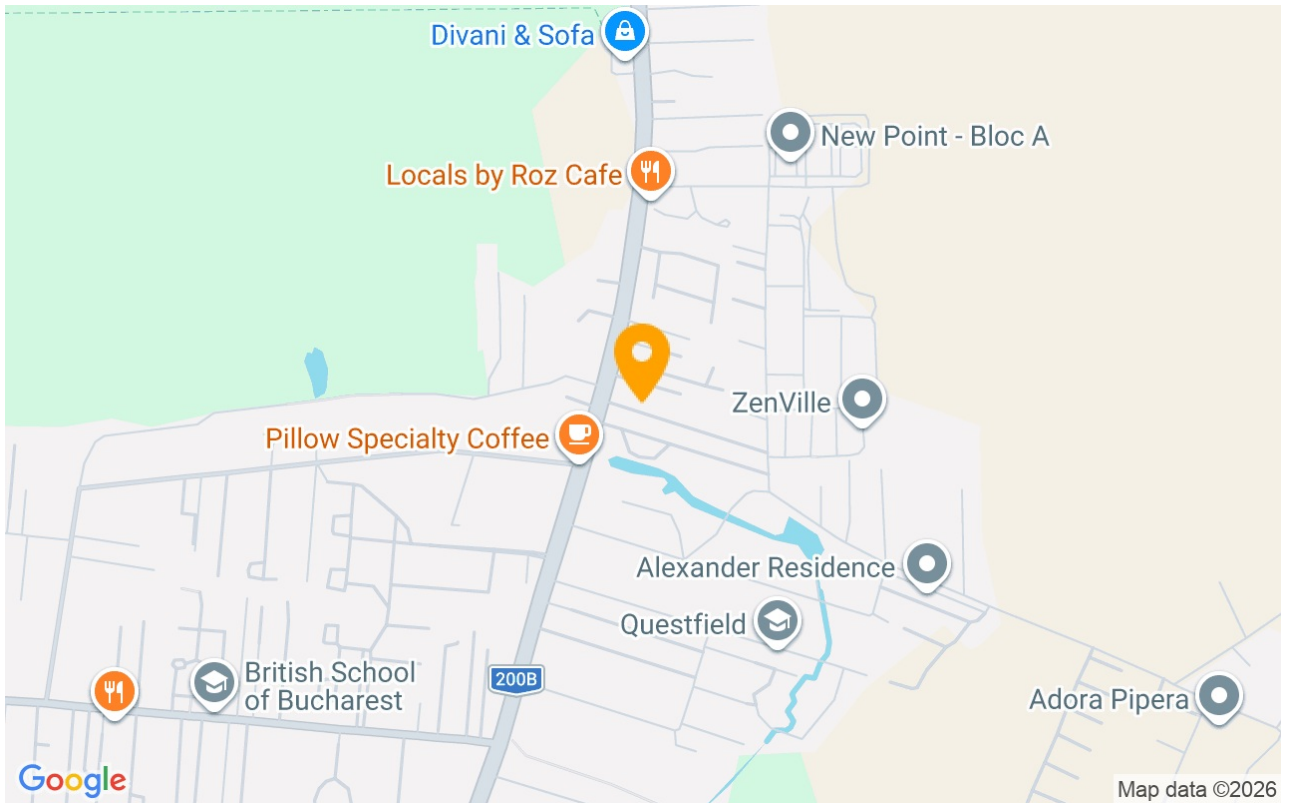 Divani & Sofa
New Point - Bloc A
Locals by Roz Cafe
ZenVille
Pillow Specialty Coffee
Alexander Residence
Questfield
British School
of Bucharest
200B
Adora Pipera
Google
Map data ©2026